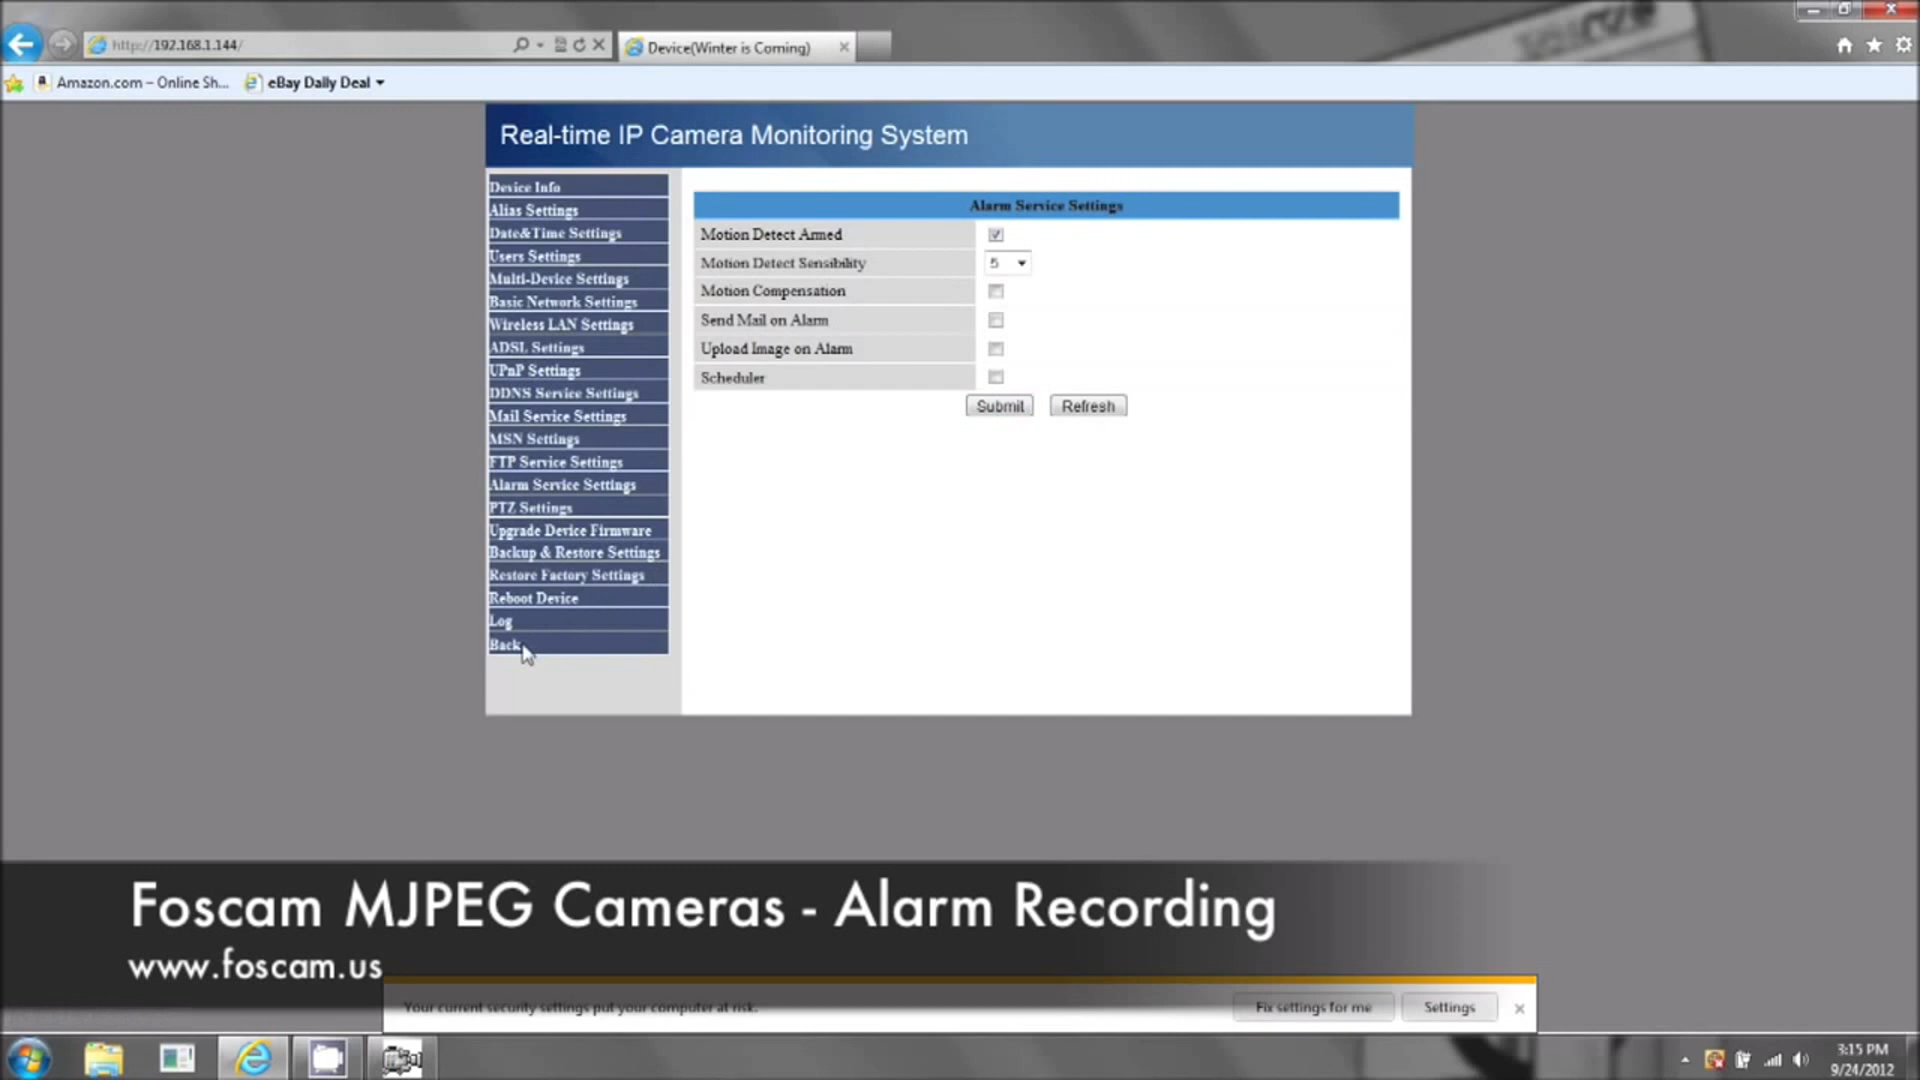 http://192.168.1.144/
Device(Winter is Coming)
Amazon.com – Online Sh...
eBay Daily Deal
Real-time IP Camera Monitoring System
Device Info
Alias Settings
Date&Time Settings
Users Settings
Multi-Device Settings
Basic Network Settings
Wireless LAN Settings
ADSL Settings
UPnP Settings
DDNS Service Settings
Mail Service Settings
MSN Settings
FTP Service Settings
Alarm Service Settings
PTZ Settings
Upgrade Device Firmware
Backup & Restore Settings
Restore Factory Settings
Reboot Device
Log
Back
Alarm Service Settings
Motion Detect Armed
Motion Detect Sensibility 5
Motion Compensation
Send Mail on Alarm
Upload Image on Alarm
Scheduler
Submit Refresh
Foscam MJPEG Cameras - Alarm Recording
www.foscam.us
Your current security settings put your computer at risk.
Fix settings for me
Settings
3:15 PM
9/24/2012